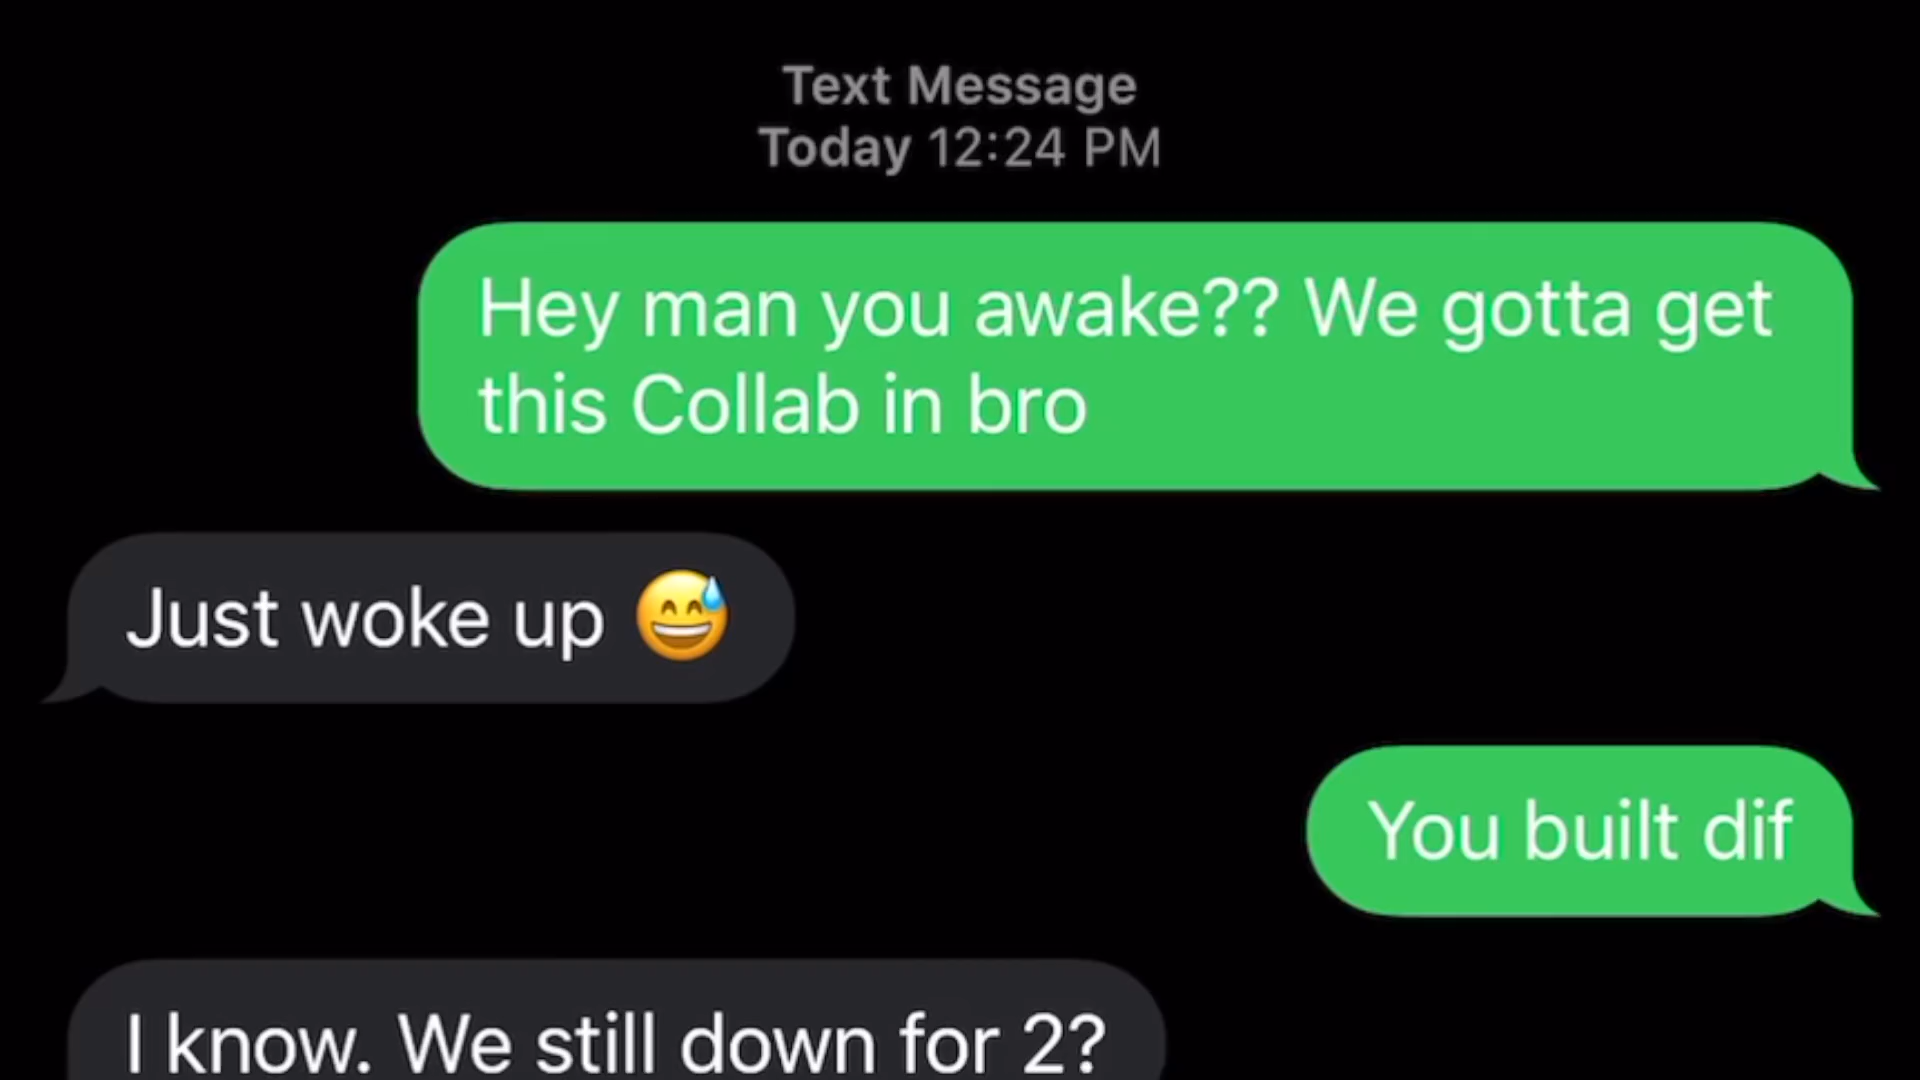 Text Message
Today 12:24 PM
Hey man you awake?? We gotta get
this Collab in bro
Just woke up 😅
You built dif
I know. We still down for 2?